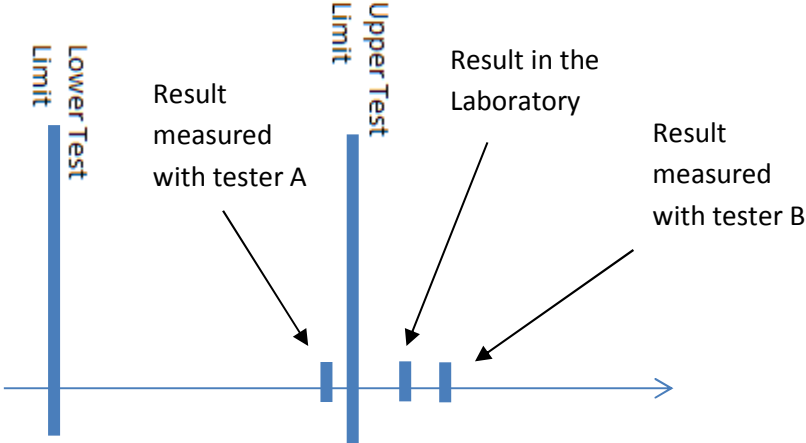 Lower Test
Limit
Result
measured
with tester A
Upper Test
Limit
Result in the
Laboratory
Result
measured
with tester B